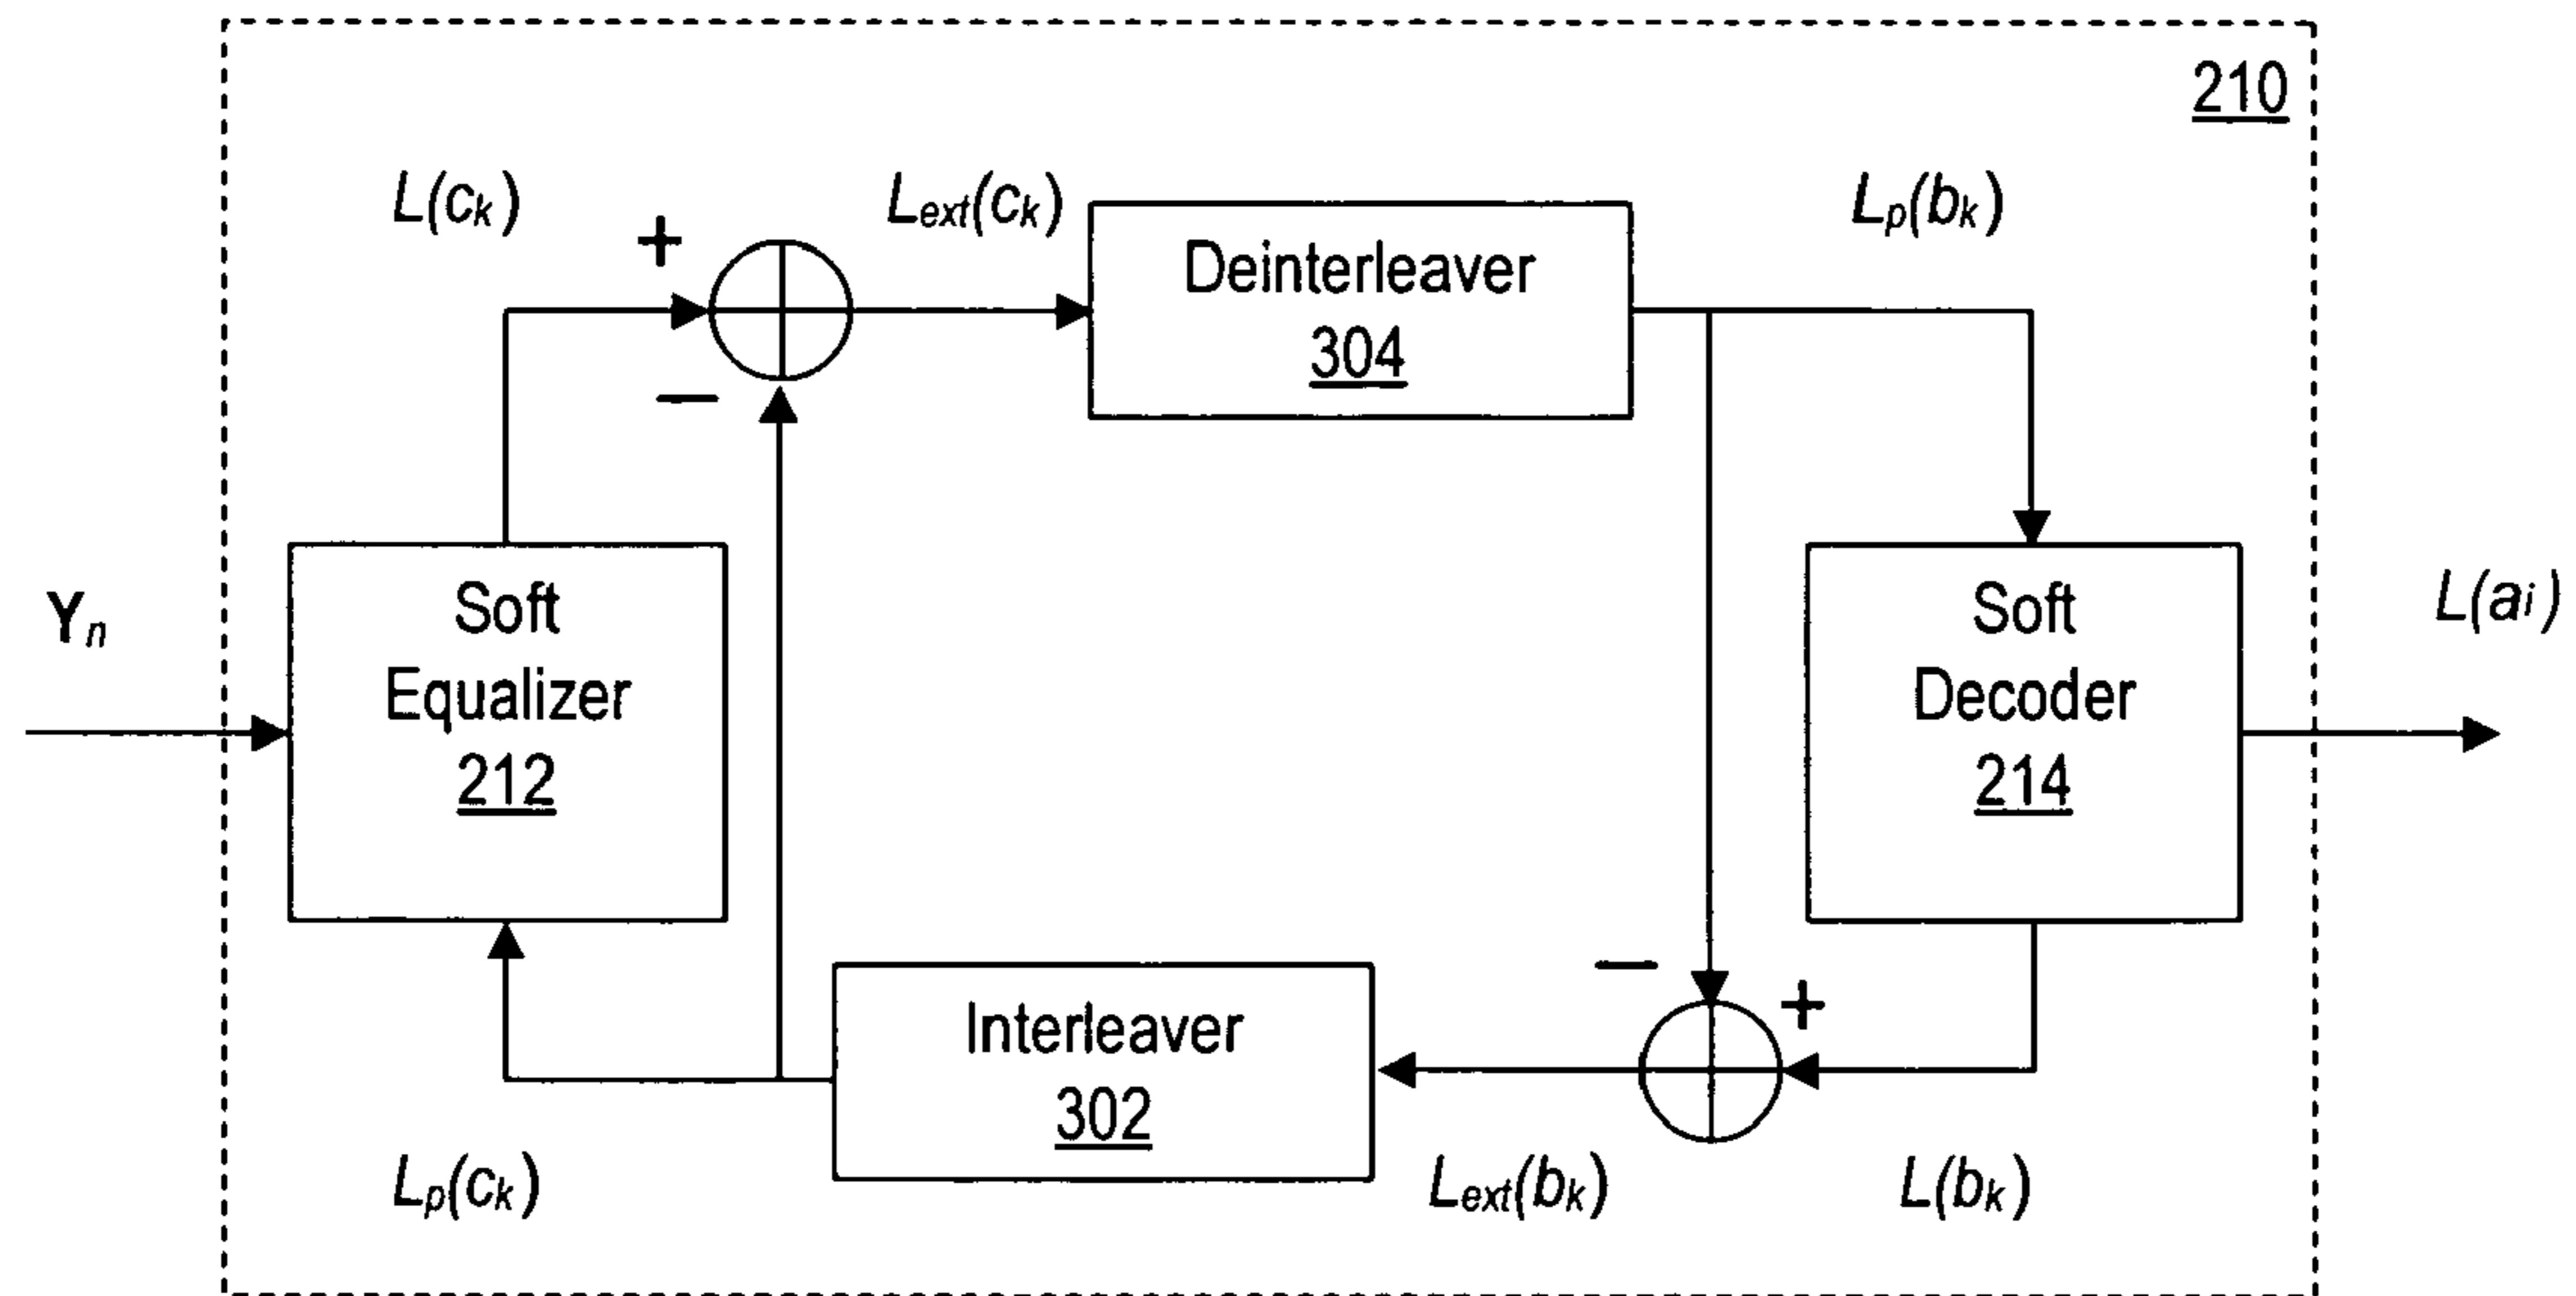 210
L(ck)
+
Lext(ck)
Deinterleaver
304
Lp(bk)
—
Yn
Soft
Equalizer
212
Soft
Decoder
214
L(ai)
—
+
Interleaver
302
Lp(ck)
Lext(bk)
L(bk)